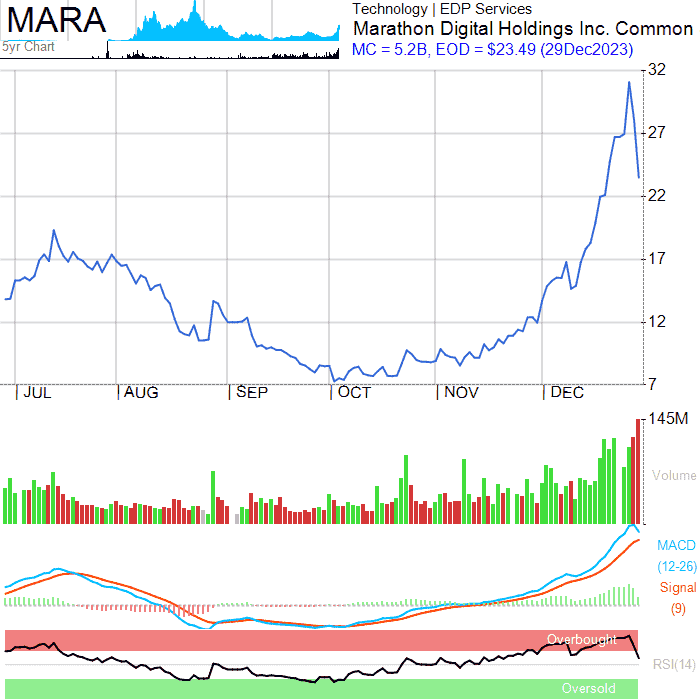 MARA
5yr Chart
Technology | EDP Services
Marathon Digital Holdings Inc. Common
MC = 5.2B, EOD = $23.49 (29Dec2023)
32
27
22
17
12
7
JUL AUG SEP OCT NOV DEC
145M
Volume
MACD
(12-26)
Signal
(9)
Overbought
RSI(14)
Oversold